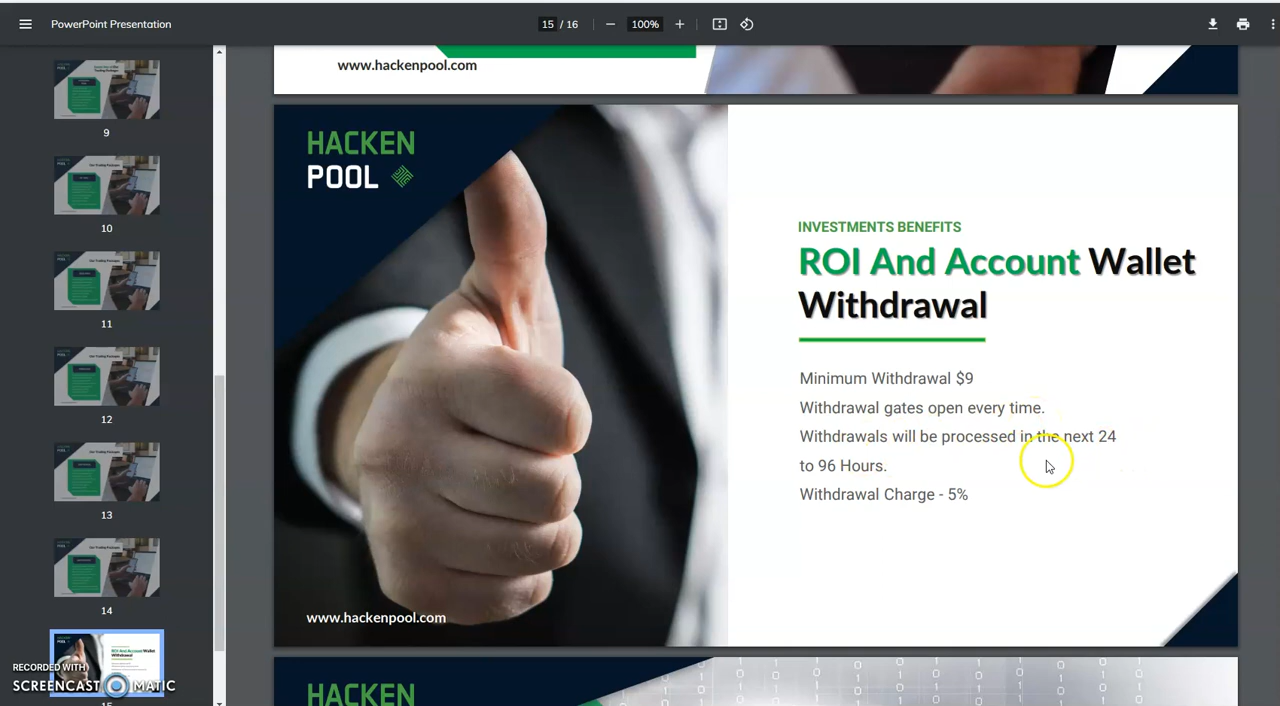 PowerPoint Presentation
15 / 16
100%
www.hackenpool.com
9
10
11
12
13
14
HACKEN
POOL
INVESTMENTS BENEFITS
ROI And Account Wallet
Withdrawal
Minimum Withdrawal $9
Withdrawal gates open every time.
Withdrawals will be processed in the next 24
to 96 Hours.
Withdrawal Charge - 5%
www.hackenpool.com
HACKEN
RECORDED WITH
SCREENCAST MATIC